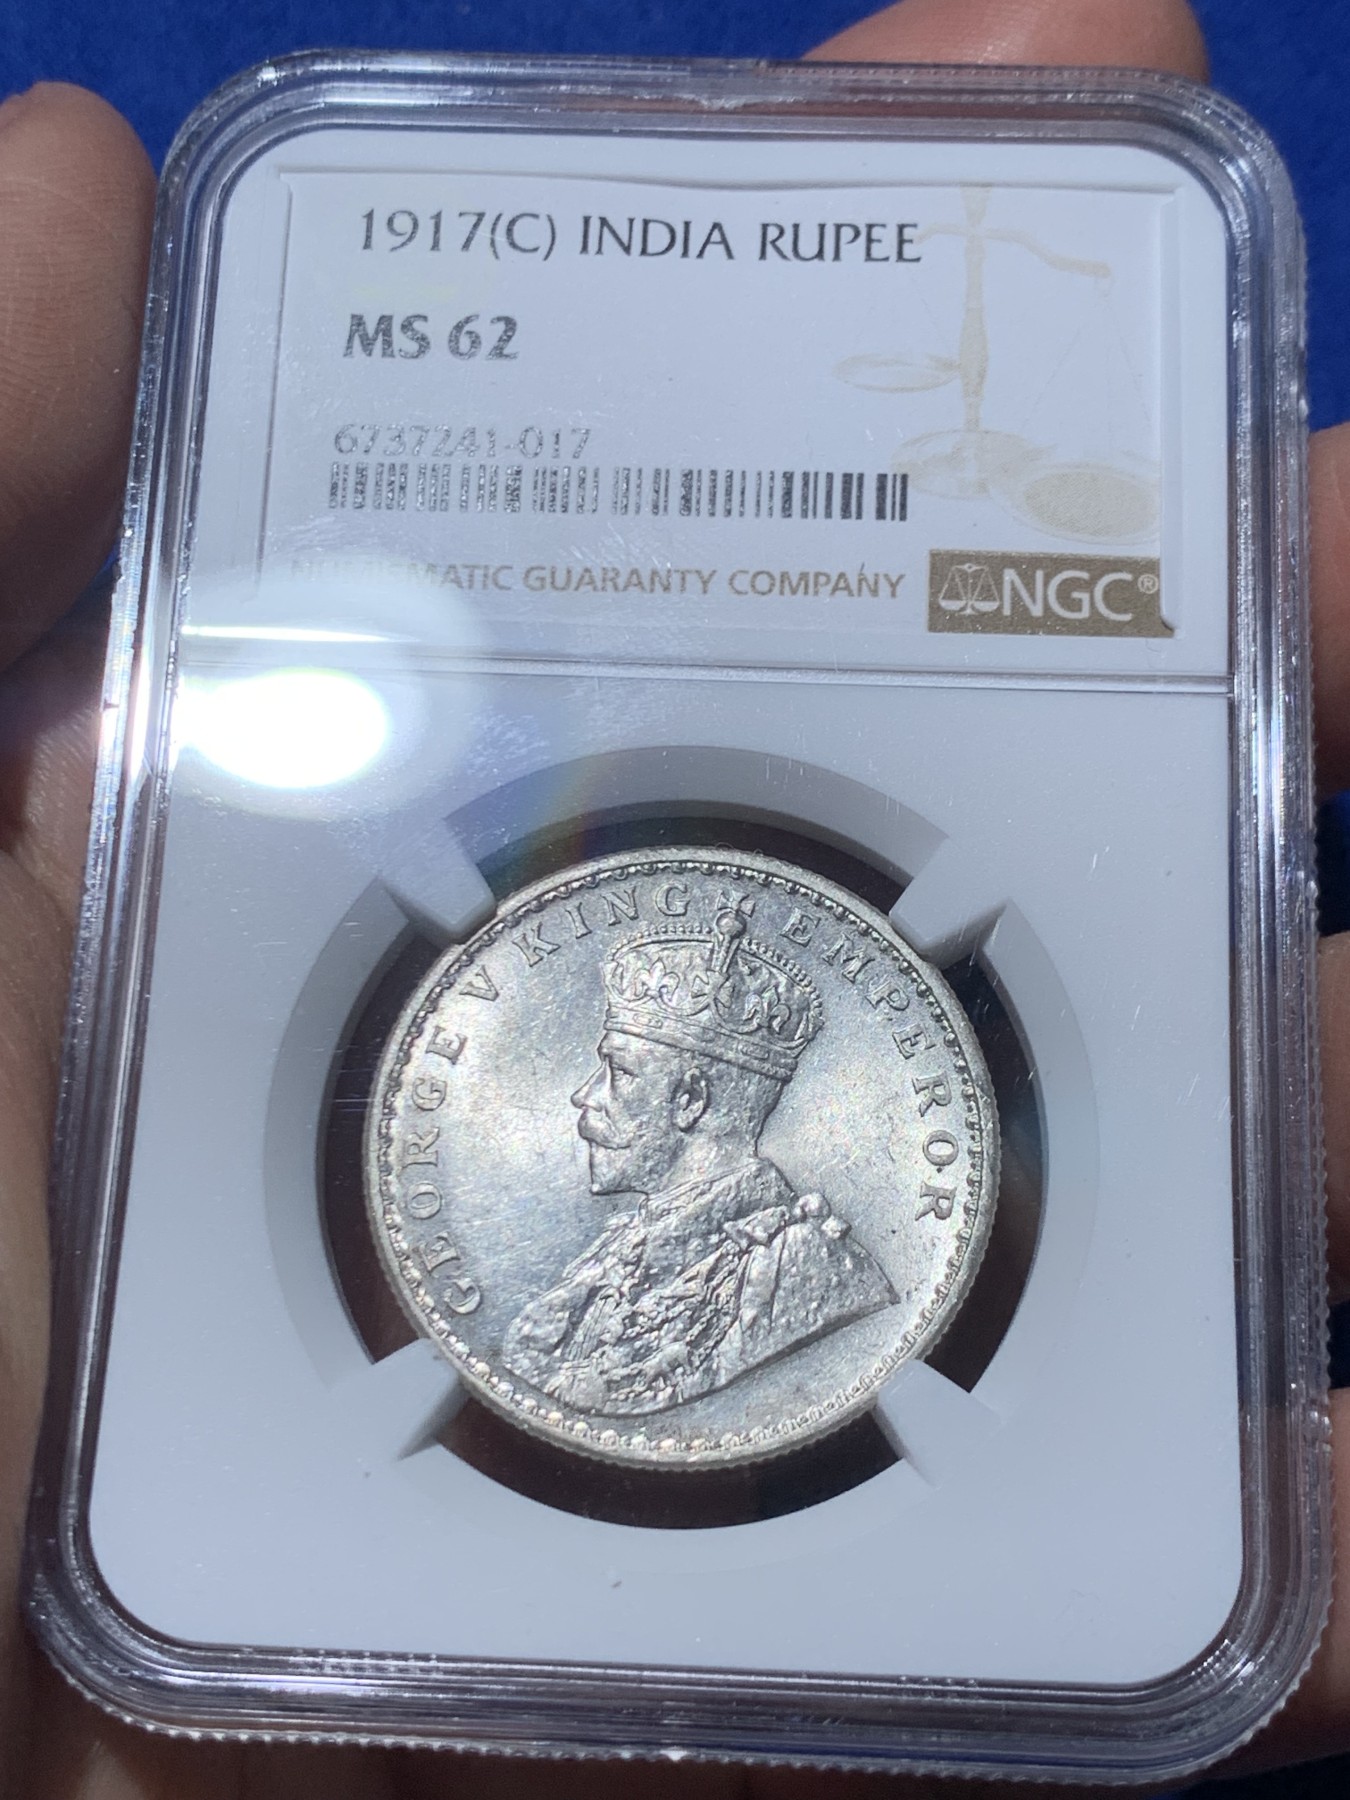 1917(C) INDIA RUPEE
MS 62
6737241-017
NUMISMATIC GUARANTY COMPANY
NGC®
GEORGE V KING EMPEROR